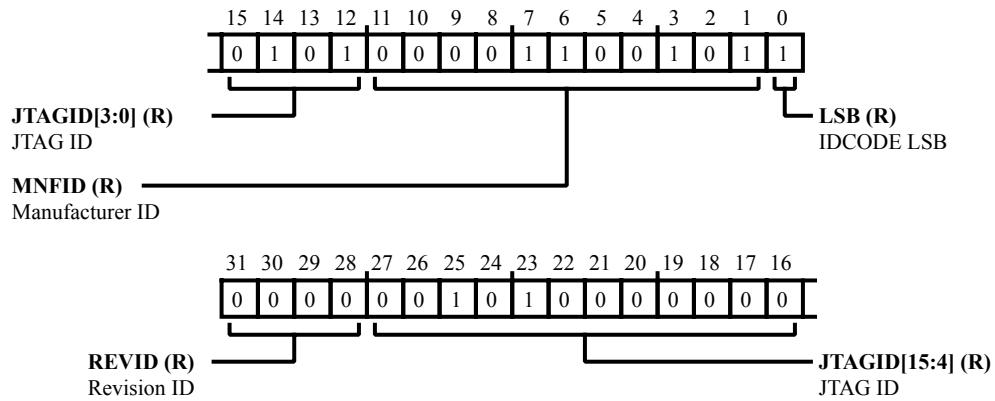 15 14 13 12 11 10 9 8 7 6 5 4 3 2 1 0
0 1 0 1 0 0 0 0 1 1 0 0 1 0 1 1
JTAGID[3:0] (R)
JTAG ID
LSB (R)
IDCODE LSB
MNFID (R)
Manufacturer ID
31 30 29 28 27 26 25 24 23 22 21 20 19 18 17 16
0 0 0 0 0 0 1 0 1 0 0 0 0 0 0 0
REVID (R)
Revision ID
JTAGID[15:4] (R)
JTAG ID